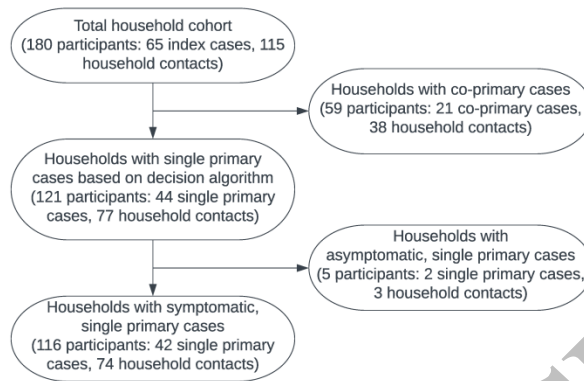 Total household cohort
(180 participants: 65 index cases, 115
household contacts)
Households with co-primary cases
(59 participants: 21 co-primary cases,
38 household contacts)
Households with single primary
cases based on decision algorithm
(121 participants: 44 single primary
cases, 77 household contacts)
Households with
asymptomatic, single primary cases
(5 participants: 2 single primary cases,
3 household contacts)
Households with symptomatic,
single primary cases
(116 participants: 42 single primary
cases, 74 household contacts)